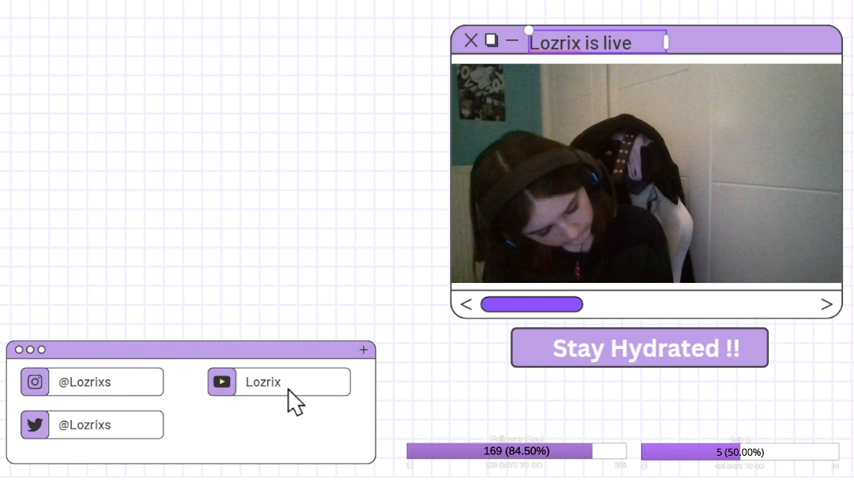 Lozrix is live
Stay Hydrated !!
@Lozrixs
Lozrix
@Lozrixs
169 (84.50%)
5 (50.00%)